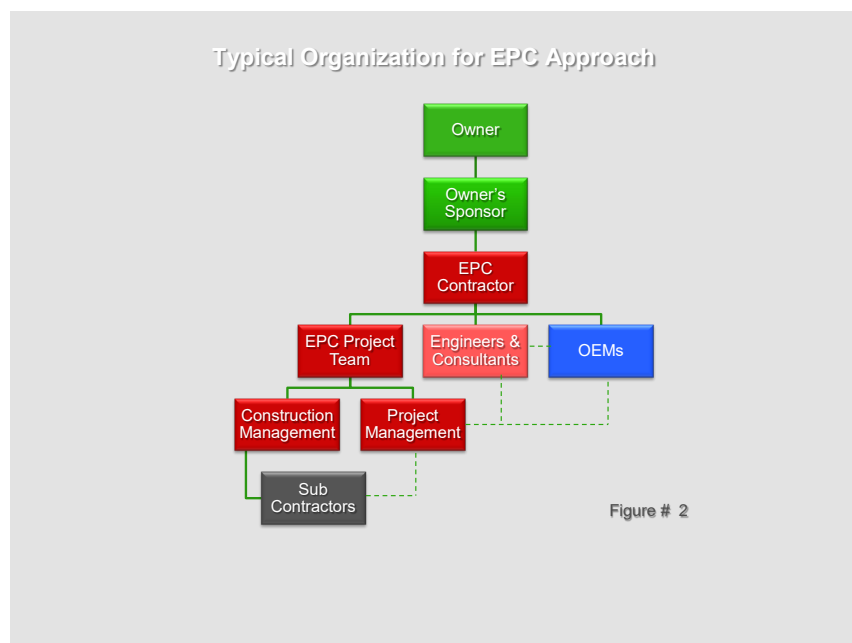 Typical Organization for EPC Approach
Owner
Owner's
Sponsor
EPC
Contractor
EPC Project
Team
Engineers &
Consultants
OEMs
Construction
Management
Project
Management
Sub
Contractors
Figure # 2